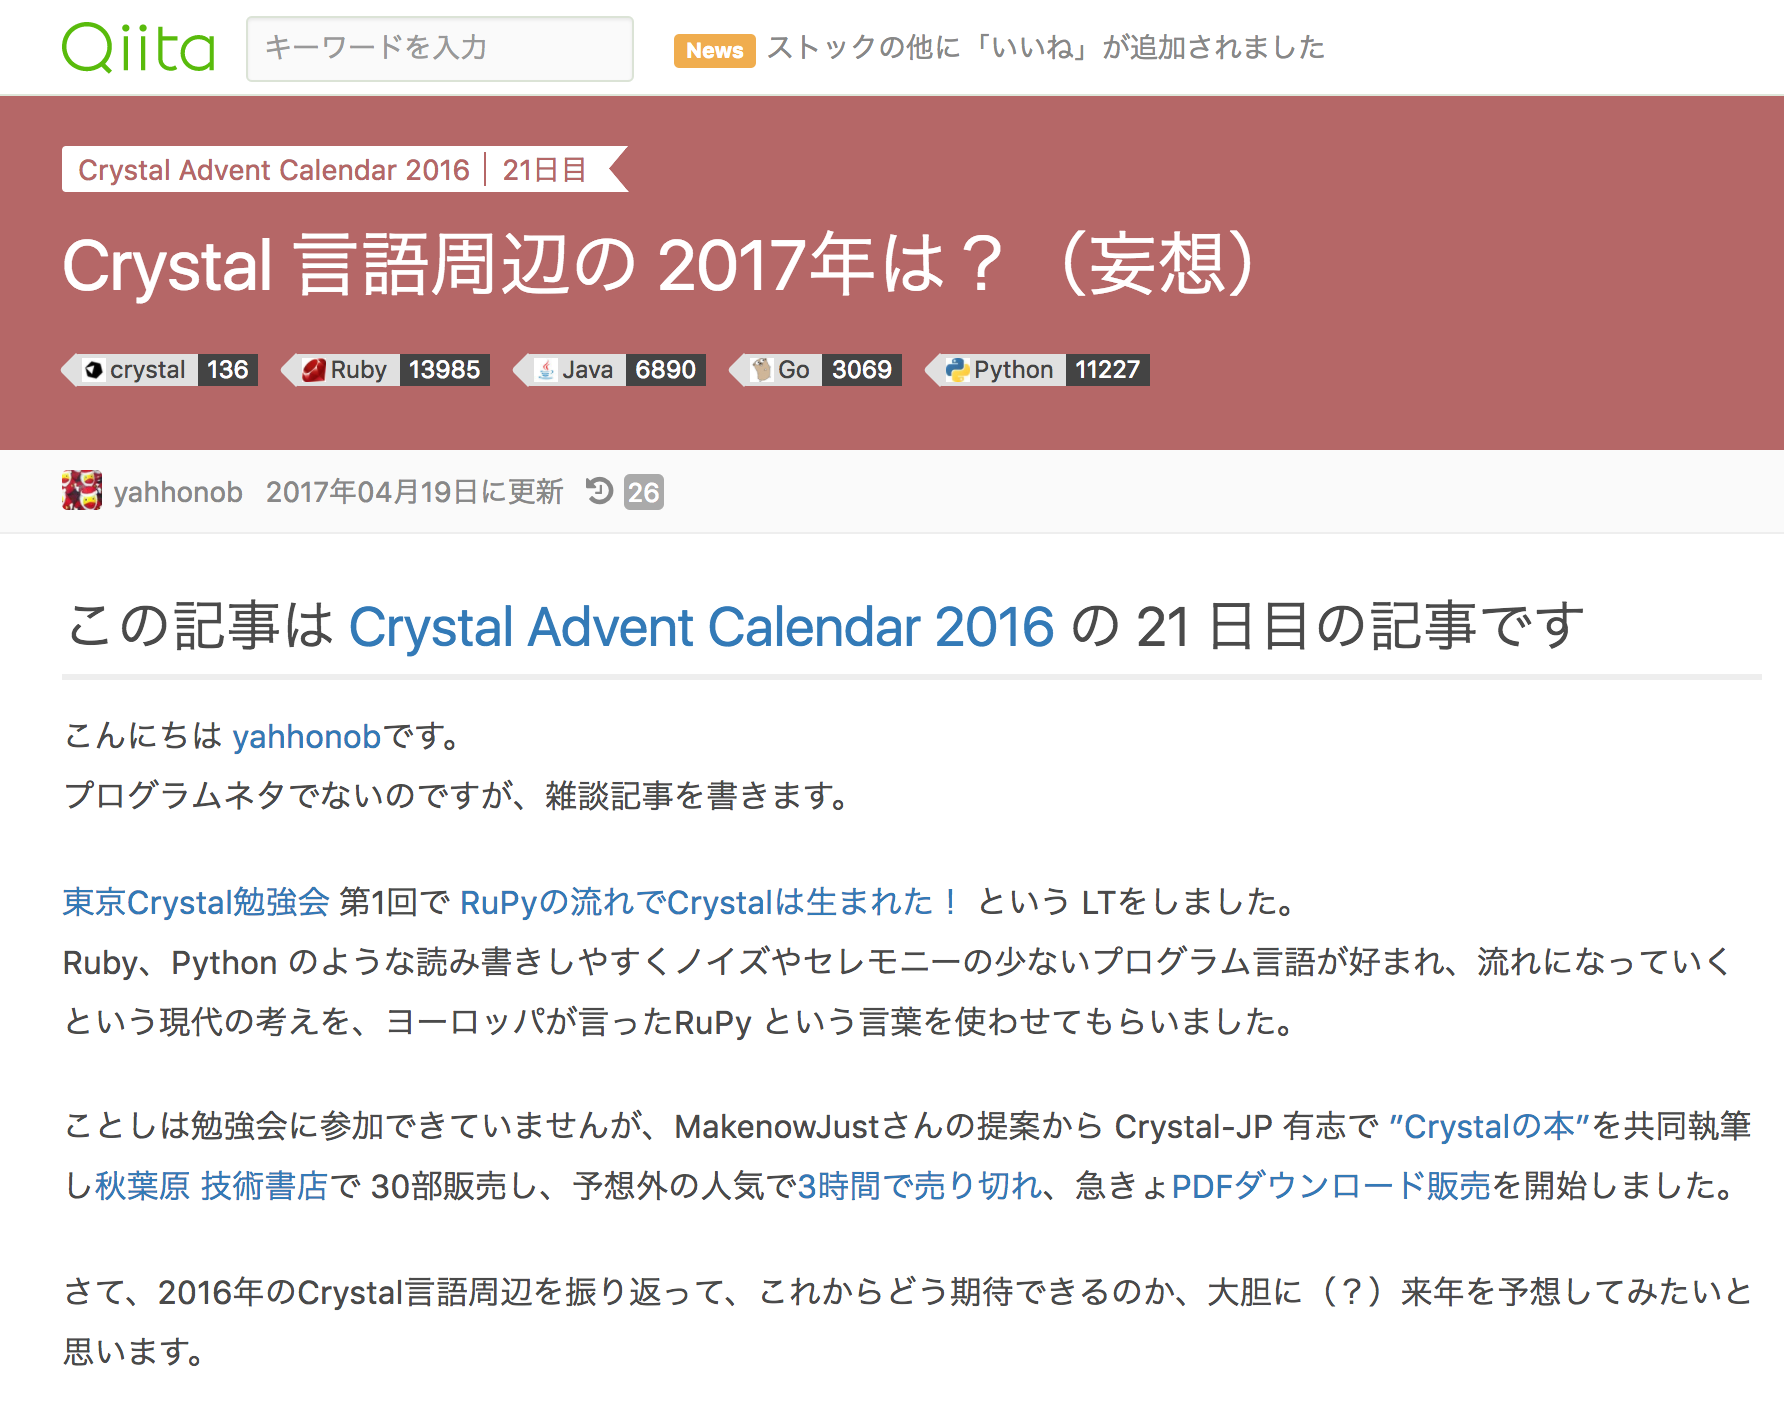 Qiita キーワードを入力 News ストックの他に「いいね」が追加されました
Crystal Advent Calendar 2016 21日目
Crystal 言語周辺の 2017年は？（妄想）
crystal 136 Ruby 13985 Java 6890 Go 3069 Python 11227
yahhonob 2017年04月19日に更新 26
この記事は Crystal Advent Calendar 2016 の 21 日目の記事です
こんにちは yahhonobです。
プログラムネタでないのですが、雑談記事を書きます。
東京Crystal勉強会 第1回で RuPyの流れでCrystalは生まれた！ という LTをしました。
Ruby、Python のような読み書きしやすくノイズやセレモニーの少ないプログラム言語が好まれ、流れになっていく
という現代の考えを、ヨーロッパが言ったRuPy という言葉を使わせてもらいました。
ことしは勉強会に参加できていませんが、MakenowJustさんの提案から Crystal-JP 有志で ”Crystalの本”を共同執筆
し秋葉原 技術書店で 30部販売し、予想外の人気で3時間で売り切れ、急きょPDFダウンロード販売を開始しました。
さて、2016年のCrystal言語周辺を振り返って、これからどう期待できるのか、大胆に（？）来年を予想してみたいと
思います。